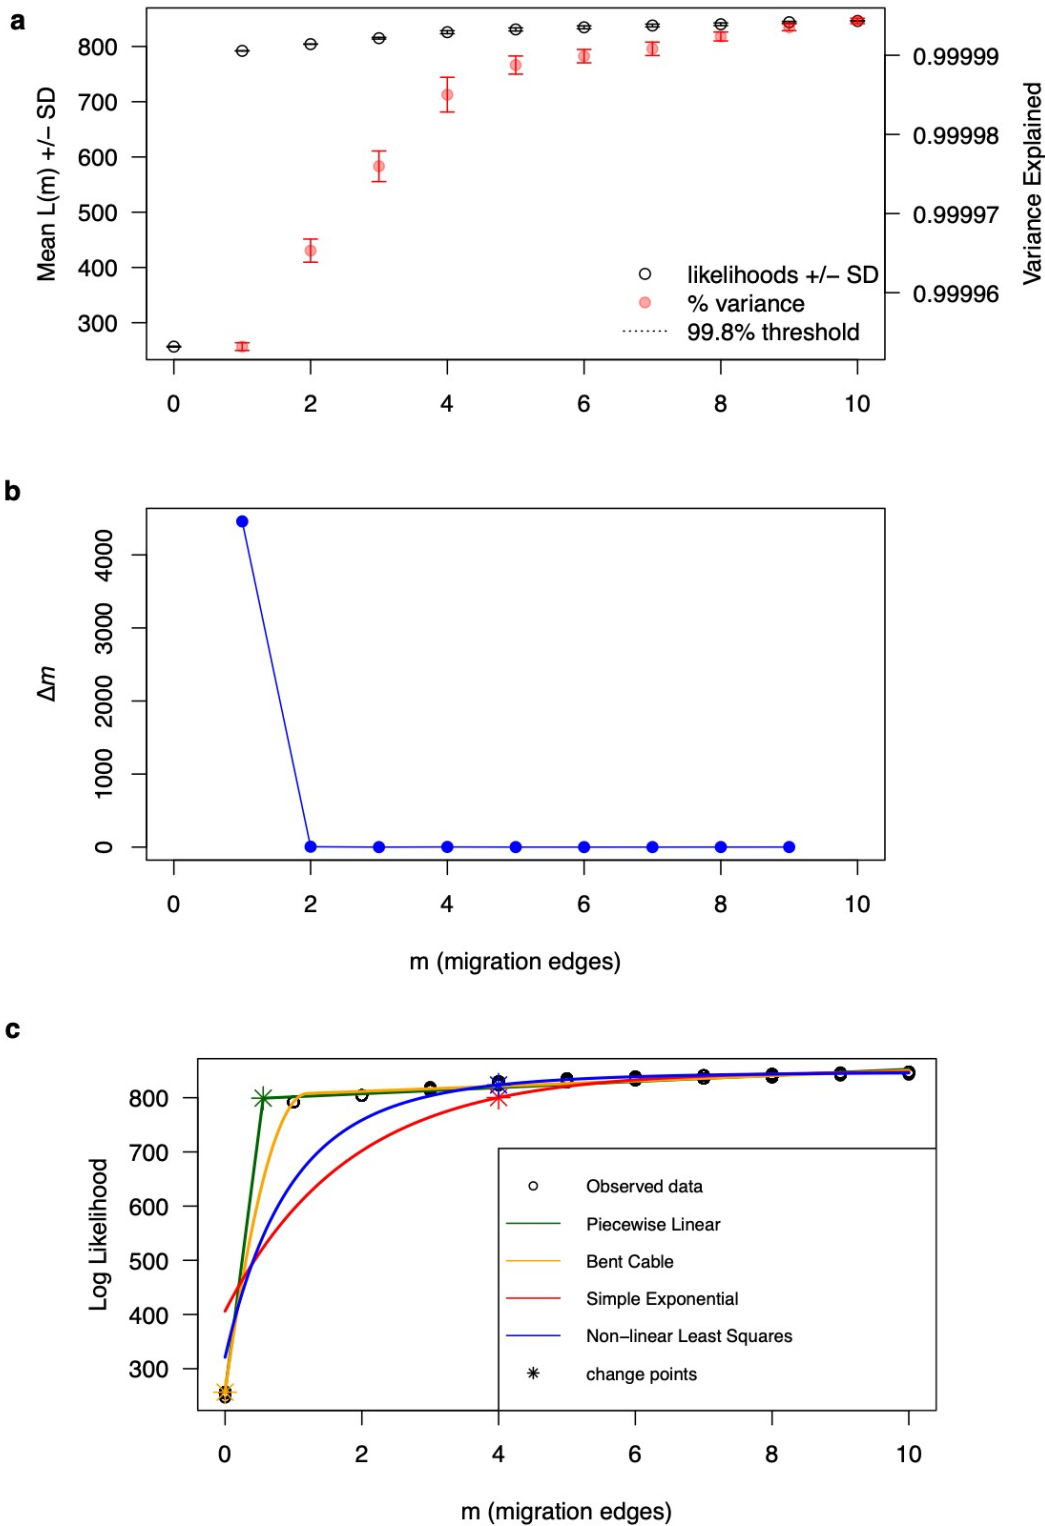 a
Mean L(m) +/− SD
800
700
600
500
400
300
0.99999
0.99998
0.99997
0.99996
Variance Explained
likelihoods +/− SD
% variance
99.8% threshold
0 2 4 6 8 10
b
Δm
4000
3000
2000
1000
0
0 2 4 6 8 10
m (migration edges)
c
Log Likelihood
800
700
600
500
400
300
Observed data
Piecewise Linear
Bent Cable
Simple Exponential
Non−linear Least Squares
change points
0 2 4 6 8 10
m (migration edges)